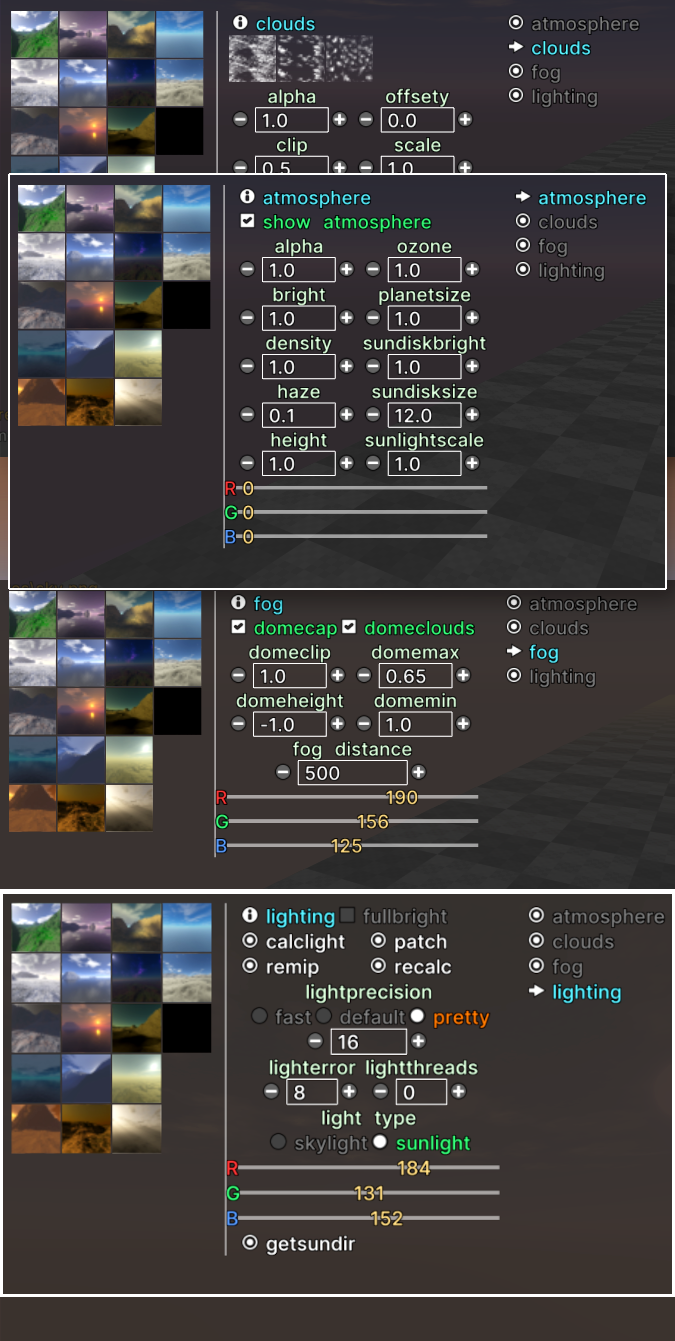 clouds
atmosphere
clouds
fog
lighting
alpha offsety
1.0 0.0
clip scale
0.5 1.0
atmosphere
show atmosphere
atmosphere
clouds
fog
lighting
alpha ozone
1.0 1.0
bright planetsize
1.0 1.0
density sundiskbright
1.0 1.0
haze sundisksize
0.1 12.0
height sunlightscale
1.0 1.0
R 0
G 0
B 0
fog
domecap domeclouds
atmosphere
clouds
fog
lighting
domeclip domemax
1.0 0.65
domeheight domemin
-1.0 1.0
fog distance
500
R 190
G 156
B 125
lighting fullbright
calclight patch
remip recalc
atmosphere
clouds
fog
lighting
lightprecision
fast default pretty
16
lighterror lightthreads
8 0
light type
skylight sunlight
R 184
G 131
B 152
getsundir